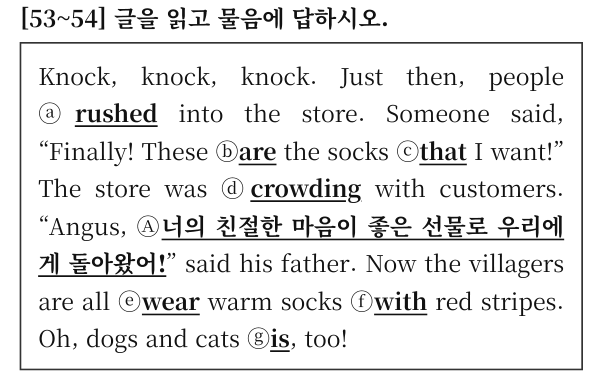 [53~54] 글을 읽고 물음에 답하시오.
Knock, knock, knock. Just then, people
ⓐ rushed into the store. Someone said,
“Finally! These ⓑare the socks ⓒthat I want!”
The store was ⓓ crowding with customers.
“Angus, Ⓐ너의 친절한 마음이 좋은 선물로 우리에
게 돌아왔어!” said his father. Now the villagers
are all ⓔwear warm socks ⓕwith red stripes.
Oh, dogs and cats ⓖis, too!